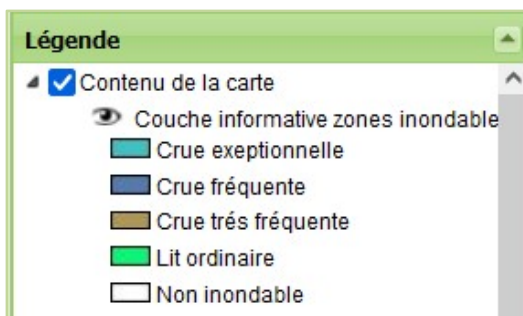 Légende
Contenu de la carte
Couche informative zones inondable
Crue exeptionnelle
Crue fréquente
Crue trés fréquente
Lit ordinaire
Non inondable